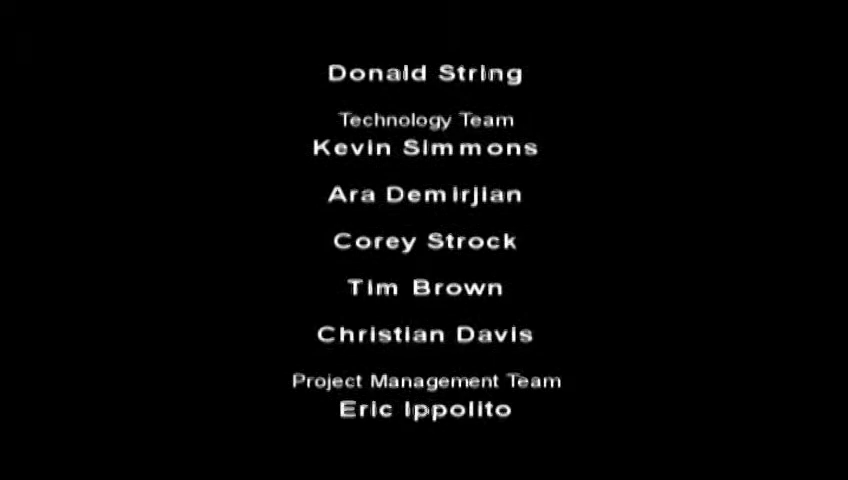 Donald String
Technology Team
Kevin Simmons
Ara Demirjian
Corey Strock
Tim Brown
Christian Davis
Project Management Team
Eric Ippolito